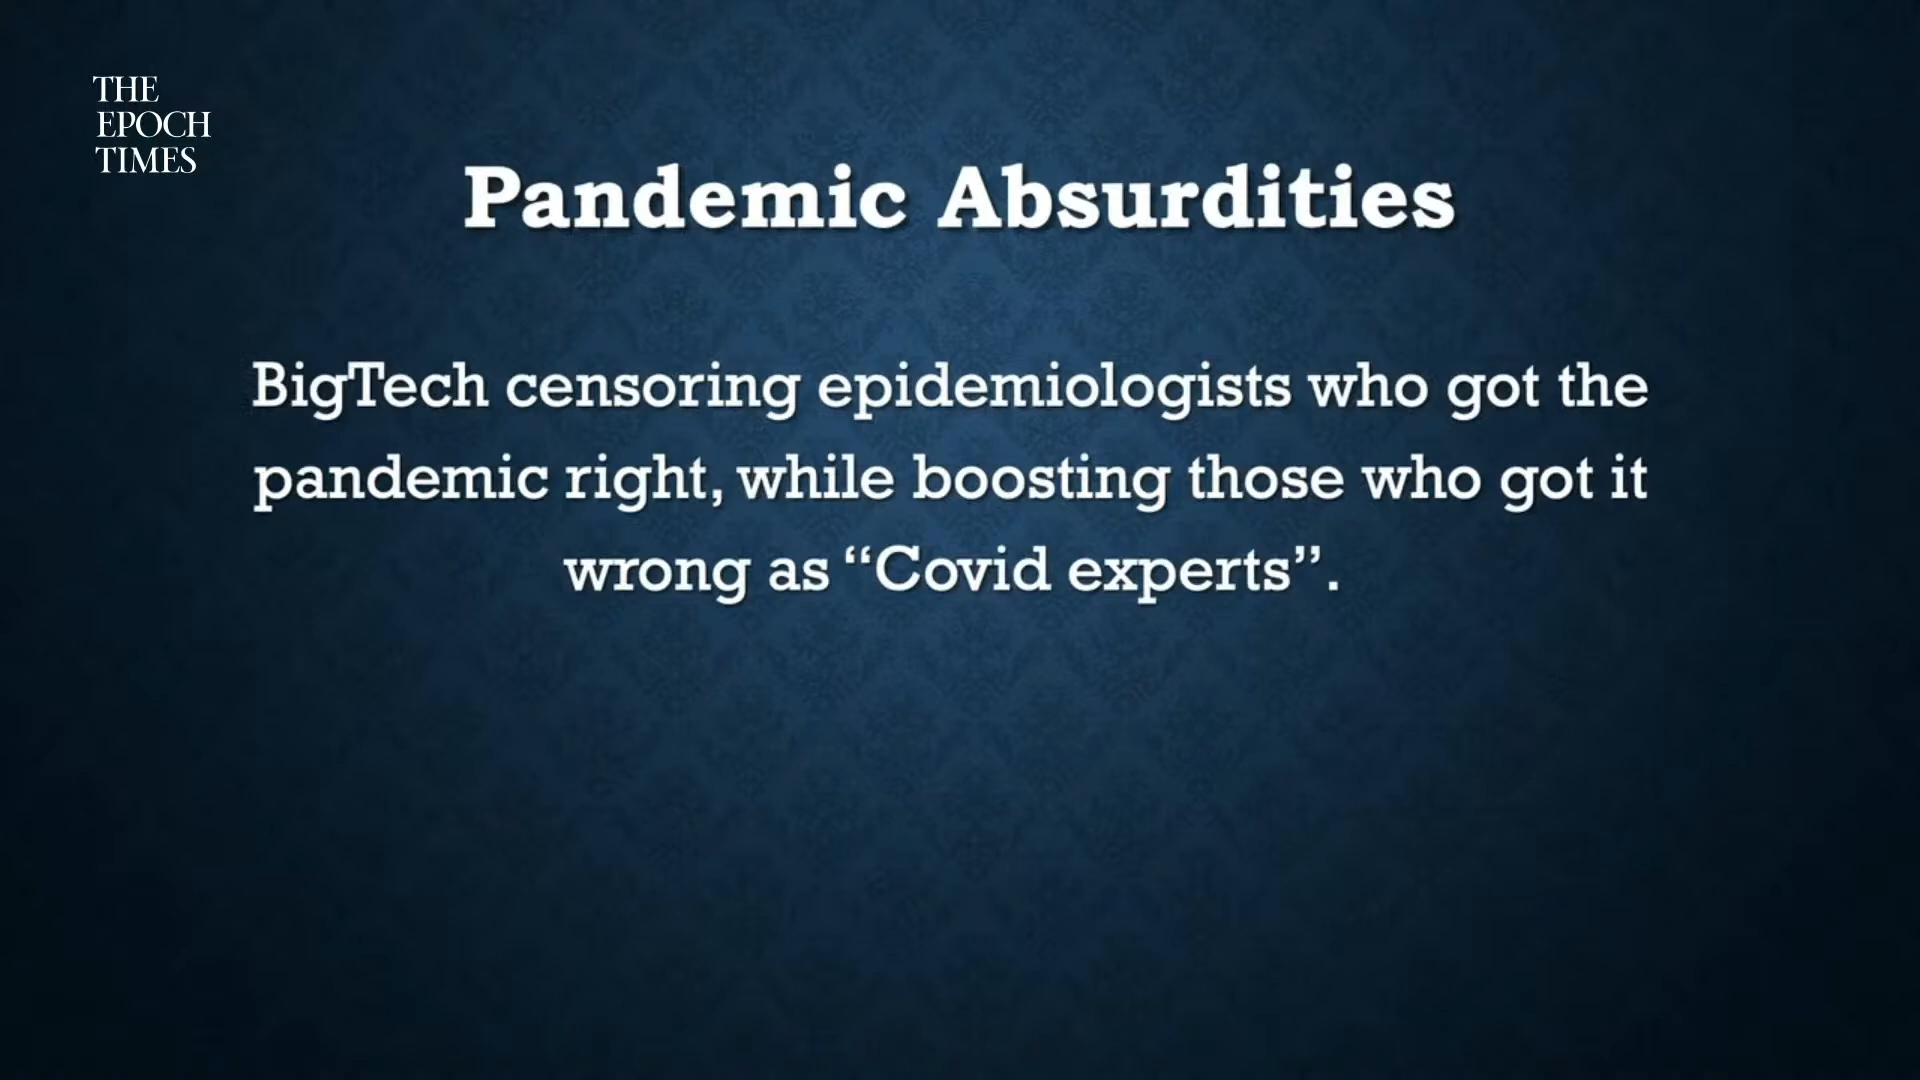 THE
EPOCH
TIMES
Pandemic Absurdities
BigTech censoring epidemiologists who got the
pandemic right, while boosting those who got it
wrong as “Covid experts”.